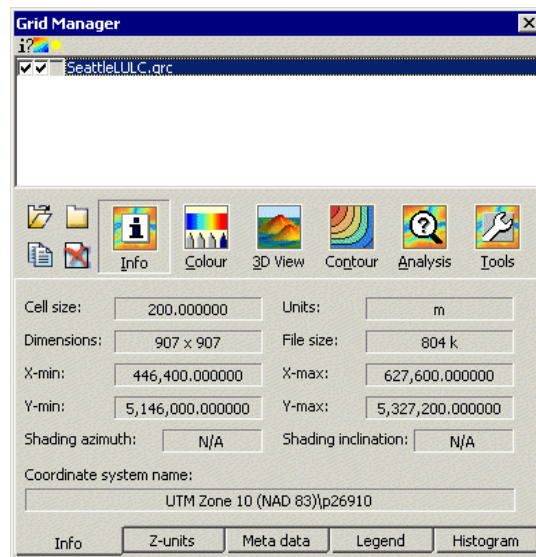 Grid Manager
i?
SeattleLULC.grc
Info Colour 3D View Contour Analysis Tools
Cell size: 200.000000 Units: m
Dimensions: 907 x 907 File size: 804 k
X-min: 446,400.000000 X-max: 627,600.000000
Y-min: 5,146,000.000000 Y-max: 5,327,200.000000
Shading azimuth: N/A Shading inclination: N/A
Coordinate system name:
UTM Zone 10 (NAD 83)\p26910
Info Z-units Meta data Legend Histogram